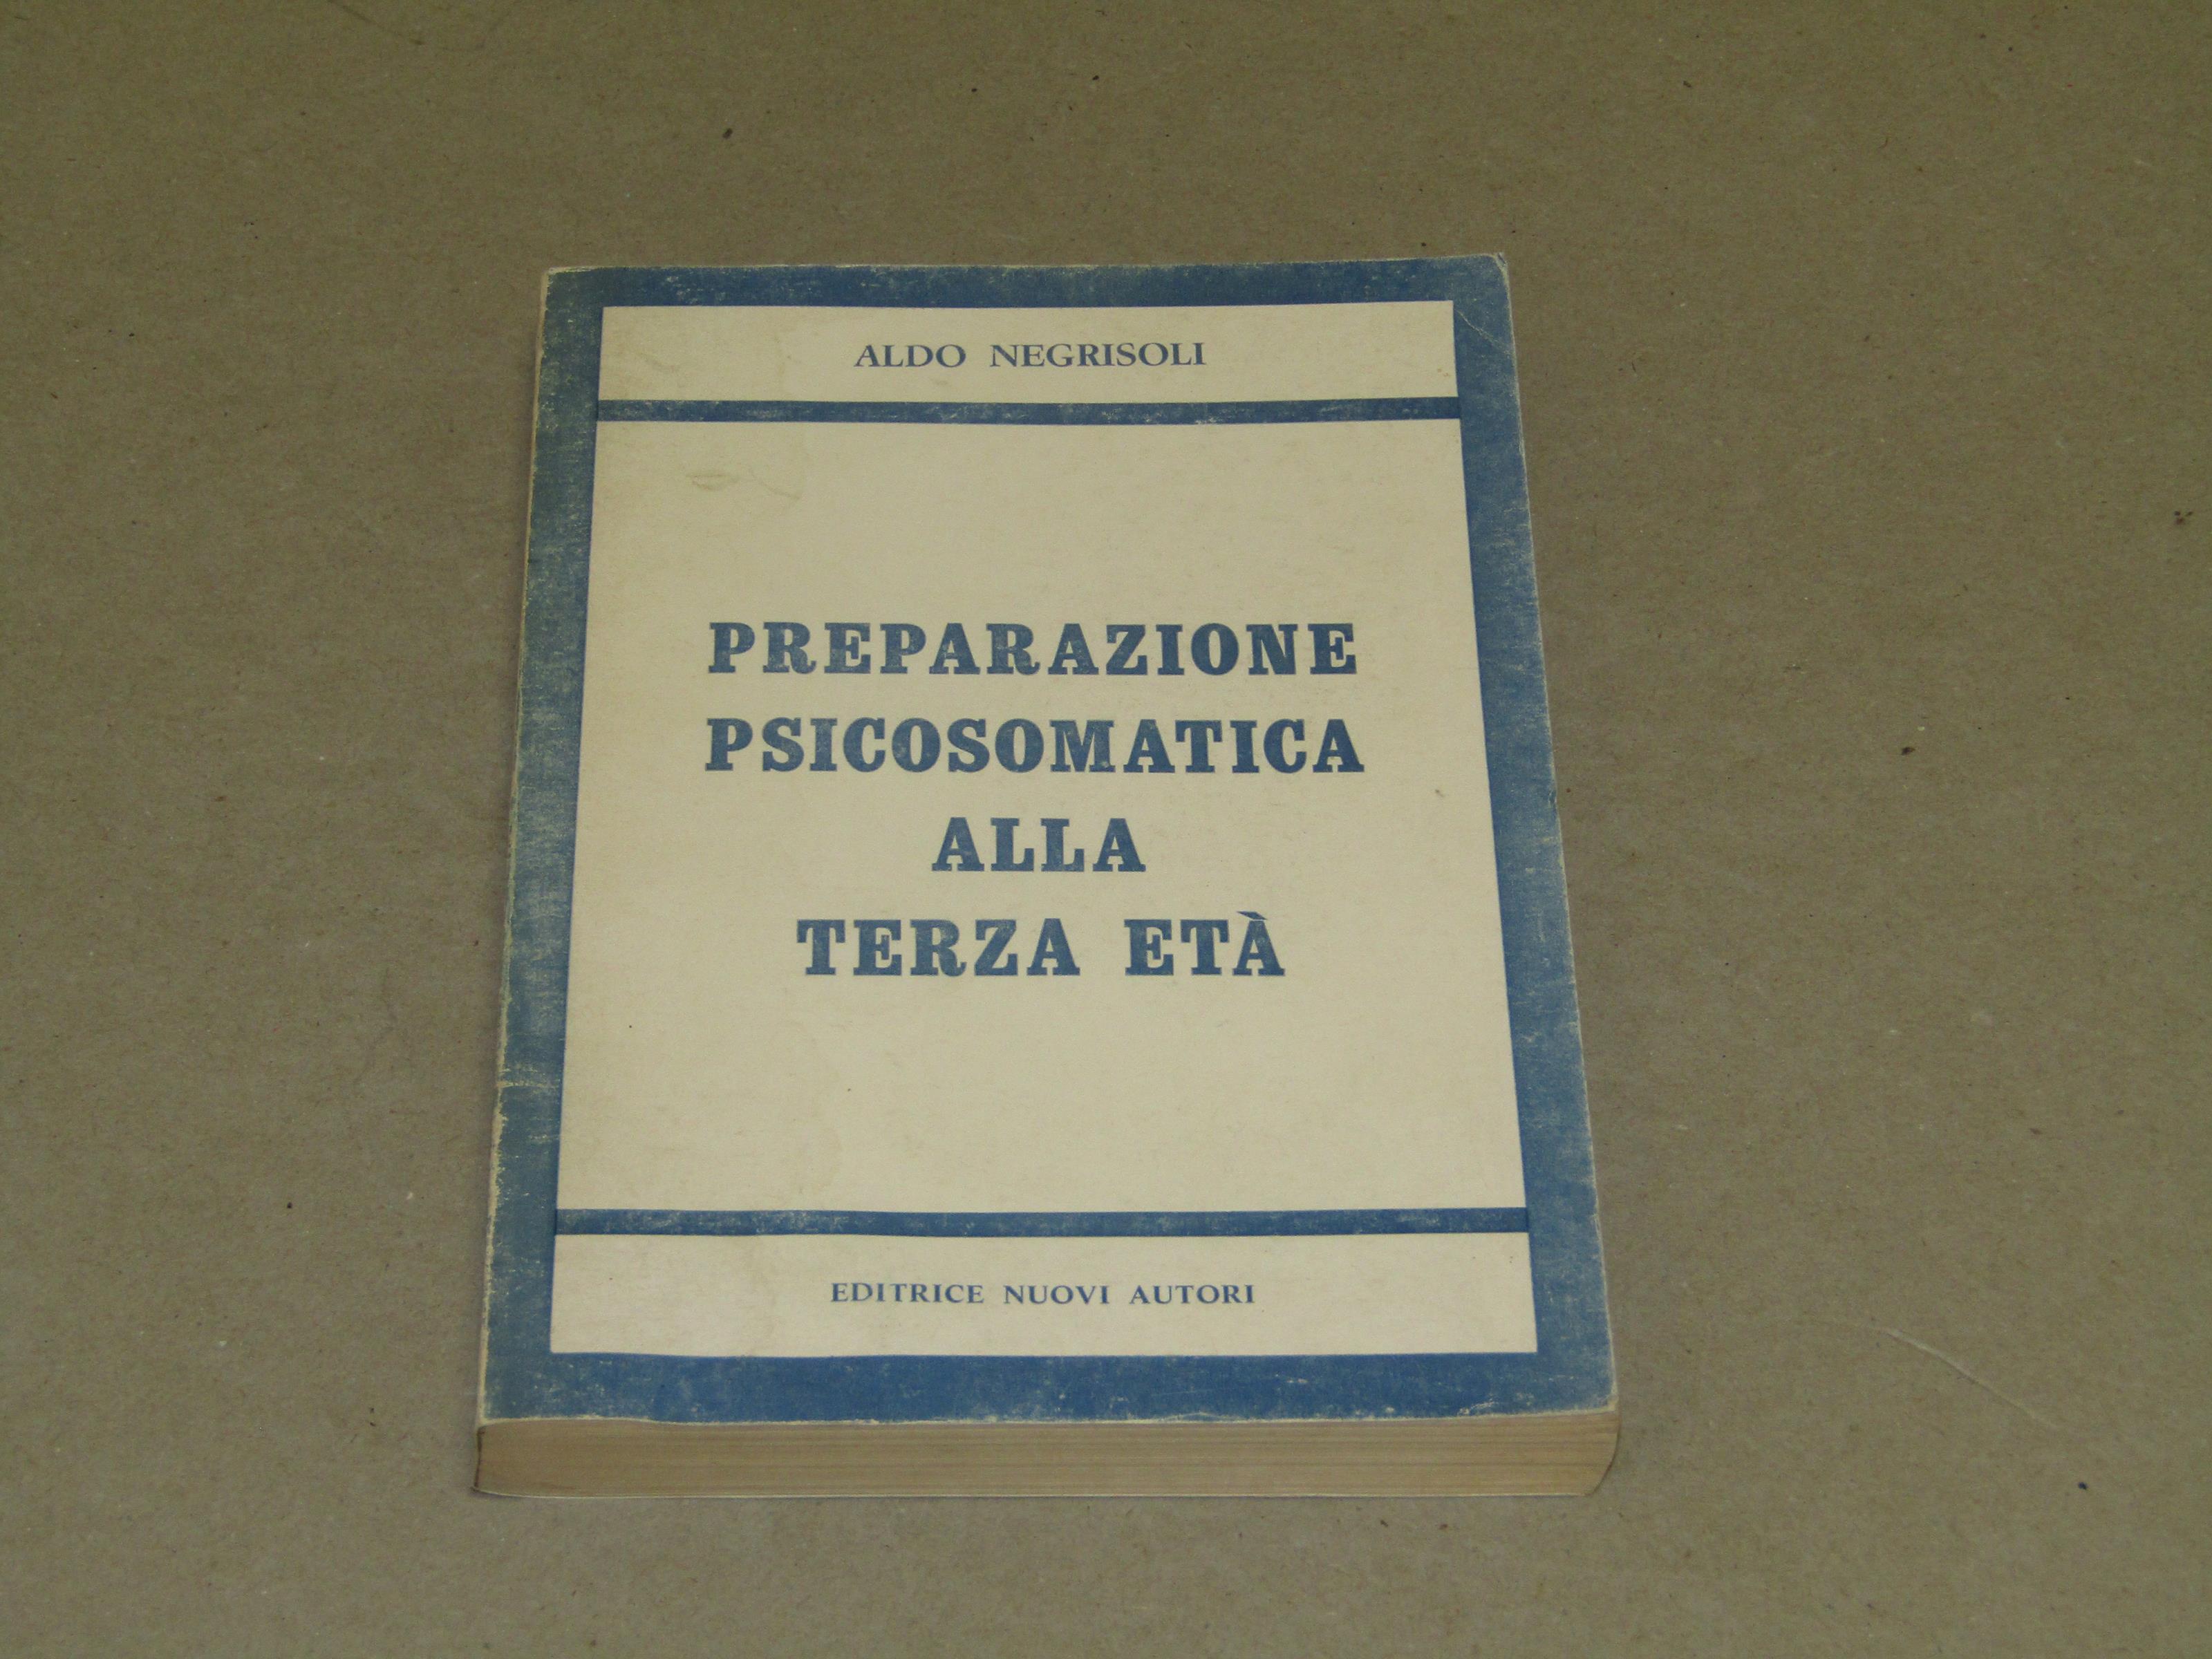 ALDO NEGRISOLI
PREPARAZIONE
PSICOSOMATICA
ALLA
TERZA ETÀ
EDITRICE NUOVI AUTORI